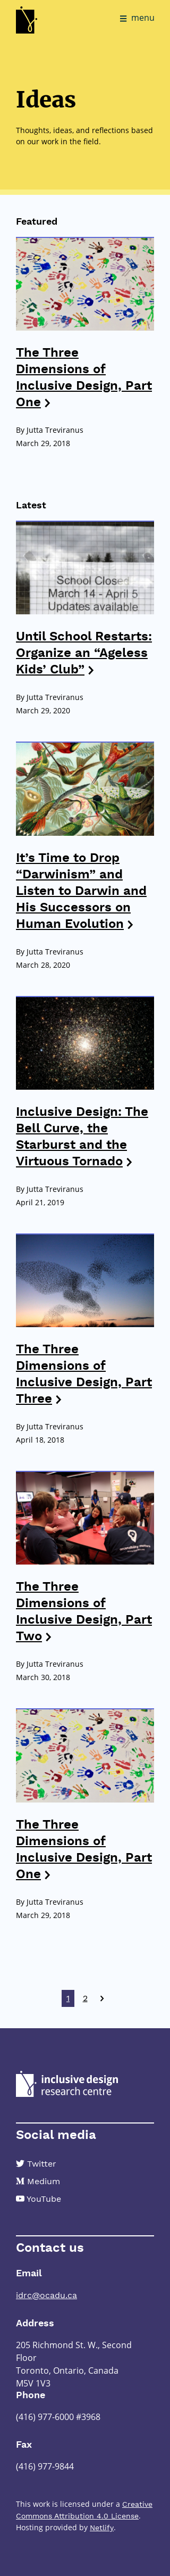 menu
Ideas
Thoughts, ideas, and reflections based
on our work in the field.
Featured
The Three
Dimensions of
Inclusive Design, Part
One
By Jutta Treviranus
March 29, 2018
Latest
School Closed
March 14 - April 5
Updates available
Until School Restarts:
Organize an “Ageless
Kids’ Club”
By Jutta Treviranus
March 29, 2020
It’s Time to Drop
“Darwinism” and
Listen to Darwin and
His Successors on
Human Evolution
By Jutta Treviranus
March 28, 2020
Inclusive Design: The
Bell Curve, the
Starburst and the
Virtuous Tornado
By Jutta Treviranus
April 21, 2019
The Three
Dimensions of
Inclusive Design, Part
Three
By Jutta Treviranus
April 18, 2018
The Three
Dimensions of
Inclusive Design, Part
Two
By Jutta Treviranus
March 30, 2018
The Three
Dimensions of
Inclusive Design, Part
One
By Jutta Treviranus
March 29, 2018
1 2
inclusive design
research centre
Social media
Twitter
Medium
YouTube
Contact us
Email
idrc@ocadu.ca
Address
205 Richmond St. W., Second
Floor
Toronto, Ontario, Canada
M5V 1V3
Phone
(416) 977-6000 #3968
Fax
(416) 977-9844
This work is licensed under a Creative
Commons Attribution 4.0 License.
Hosting provided by Netlify.